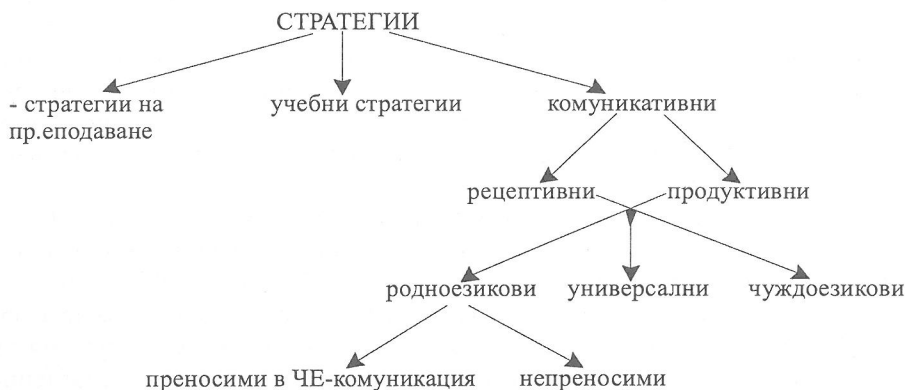 СТРАТЕГИИ
- стратегии на
пр.еподаване
учебни стратегии
комуникативни
рецептивни
продуктивни
родноезикови
универсални
чуждоезикови
преносими в ЧЕ-комуникация
непреносими